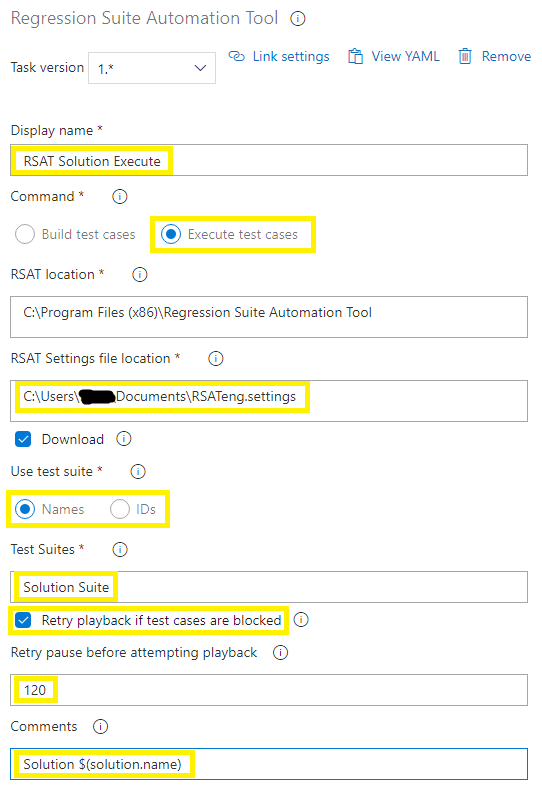 Regression Suite Automation Tool
Task version 1.* Link settings View YAML Remove
Display name *
RSAT Solution Execute
Command *
Build test cases Execute test cases
RSAT location *
C:\Program Files (x86)\Regression Suite Automation Tool
RSAT Settings file location *
C:\Users\ Documents\RSATeng.settings
Download
Use test suite *
Names IDs
Test Suites *
Solution Suite
Retry playback if test cases are blocked
Retry pause before attempting playback
120
Comments
Solution $(solution.name)